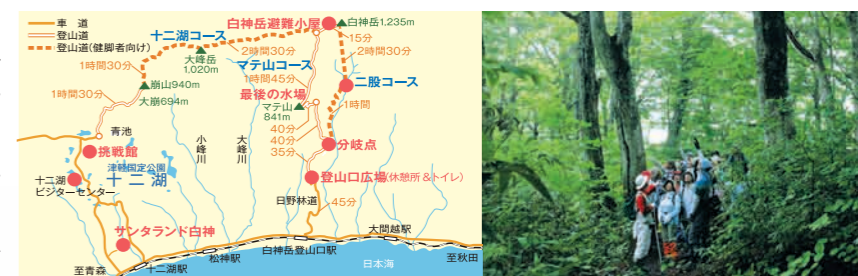 車　道
登山道
登山道(健脚者向け)
十二湖コース
白神岳避難小屋
白神岳1,235m
15分
2時間30分
大峰岳
1,020m
2時間30分
マテ山コース
1時間45分
1時間30分
二股コース
崩山940m
最後の水場
大崩694m
1時間30分
マテ山
841m
1時間
40分
40分
35分
分岐点
青池
小峰川
大峰川
挑戦館
津軽国定公園
十二湖
十二湖
ビジターセンター
登山口広場(休憩所&トイレ)
日野林道
45分
サンタランド白神
大間越駅
白神岳登山口駅
松神駅
十二湖駅
至青森
至秋田
日本海